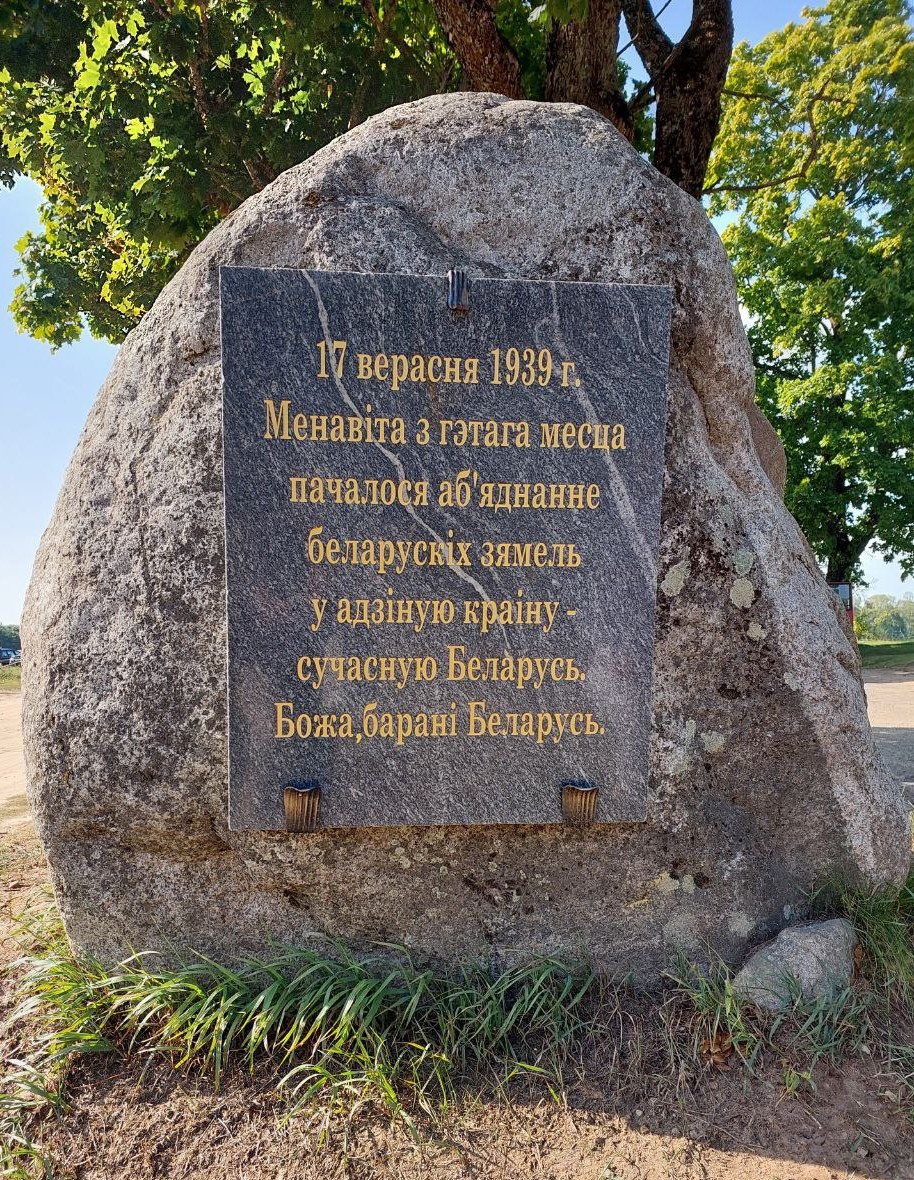 17 верасня 1939 г.
Менавіта з гэтага месца
пачалося аб'яднанне
беларускіх зямель
у адзіную краіну -
сучасную Беларусь.
Божа,барані Беларусь.